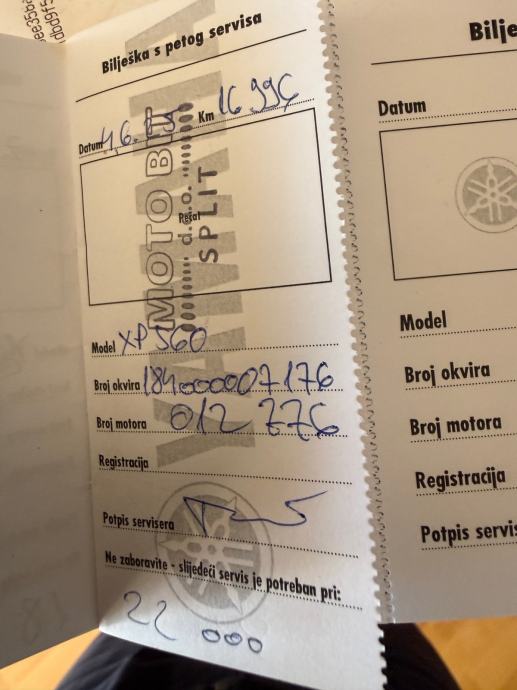 Bilješka s petog servisa
Datum 4.6. Km 16 996
Pečat
MOTO
d.o.o.
SPLIT
YAMAHA
Model XP 560
Broj okvira 184000007176
Broj motora 012 776
Registracija
Potpis servisera
Ne zaboravite - slijedeći servis je potreban pri:
22 000
Datum
Model
Broj okvira
Broj motora
Registracija